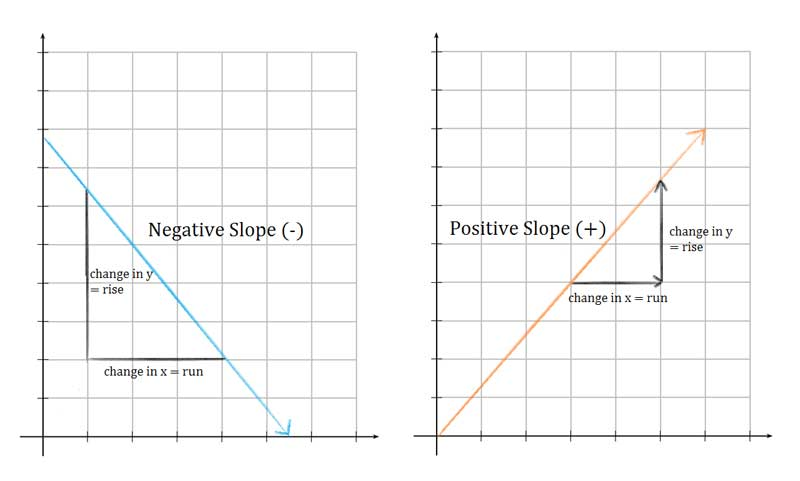 Negative Slope (-)
change in y
= rise
change in x = run
Positive Slope (+)
change in y
= rise
change in x = run